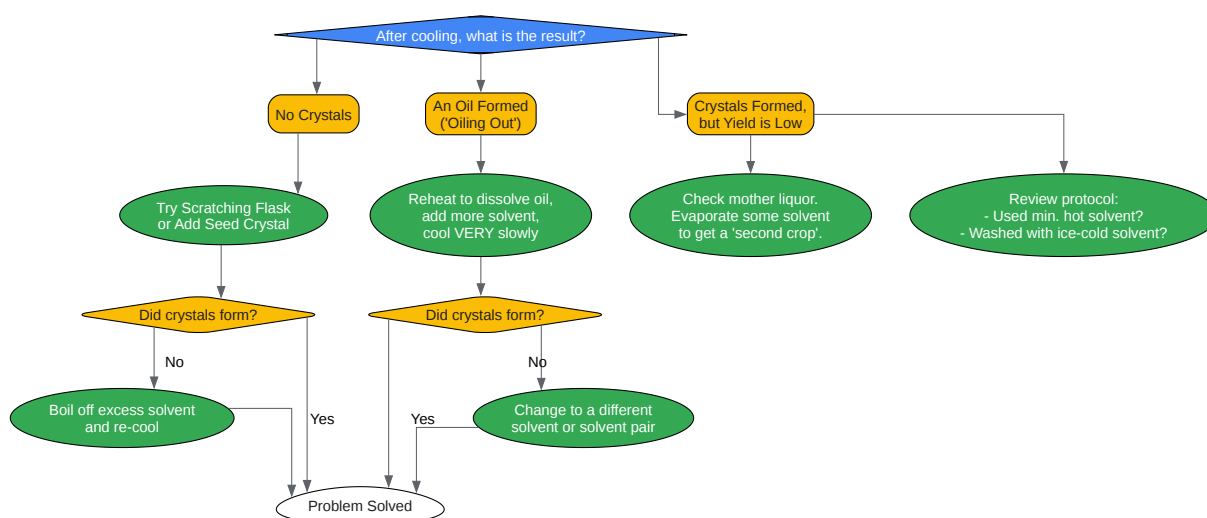 After cooling, what is the result?
No Crystals
An Oil Formed
('Oiling Out')
Crystals Formed,
but Yield is Low
Try Scratching Flask
or Add Seed Crystal
Reheat to dissolve oil,
add more solvent,
cool VERY slowly
Check mother liquor.
Evaporate some solvent
to get a 'second crop'.
Review protocol:
- Used min. hot solvent?
- Washed with ice-cold solvent?
Did crystals form?
Did crystals form?
No
No
Boil off excess solvent
and re-cool
Yes
Yes
Change to a different
solvent or solvent pair
Problem Solved